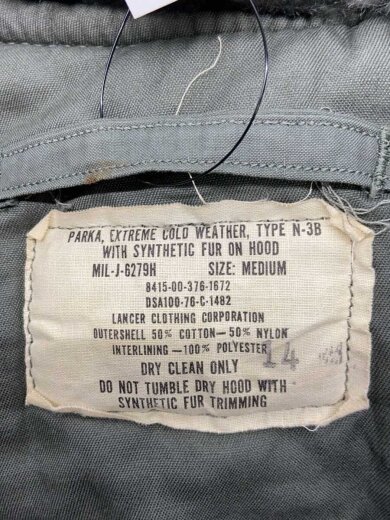 PARKA, EXTREME COLD WEATHER, TYPE N-3B
WITH SYNTHETIC FUR ON HOOD
MIL-J-6279H SIZE: MEDIUM
8415-00-376-1672
DSA100-76-C-1482
LANCER CLOTHING CORPORATION
OUTERSHELL 50% COTTON—50% NYLON
INTERLINING—100% POLYESTER
14
DRY CLEAN ONLY
DO NOT TUMBLE DRY HOOD WITH
SYNTHETIC FUR TRIMMING